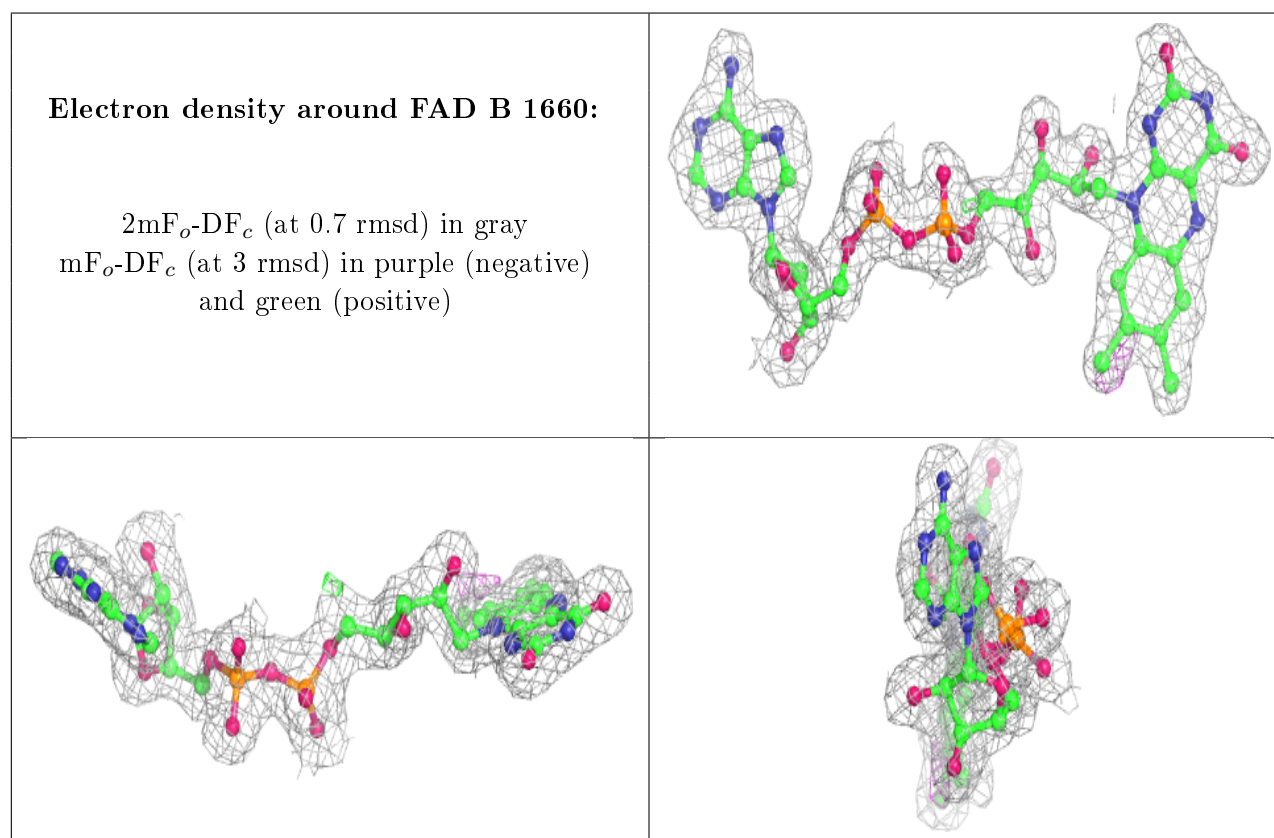 Electron density around FAD B 1660:
2mFo-DFc (at 0.7 rmsd) in gray
mFo-DFc (at 3 rmsd) in purple (negative)
and green (positive)